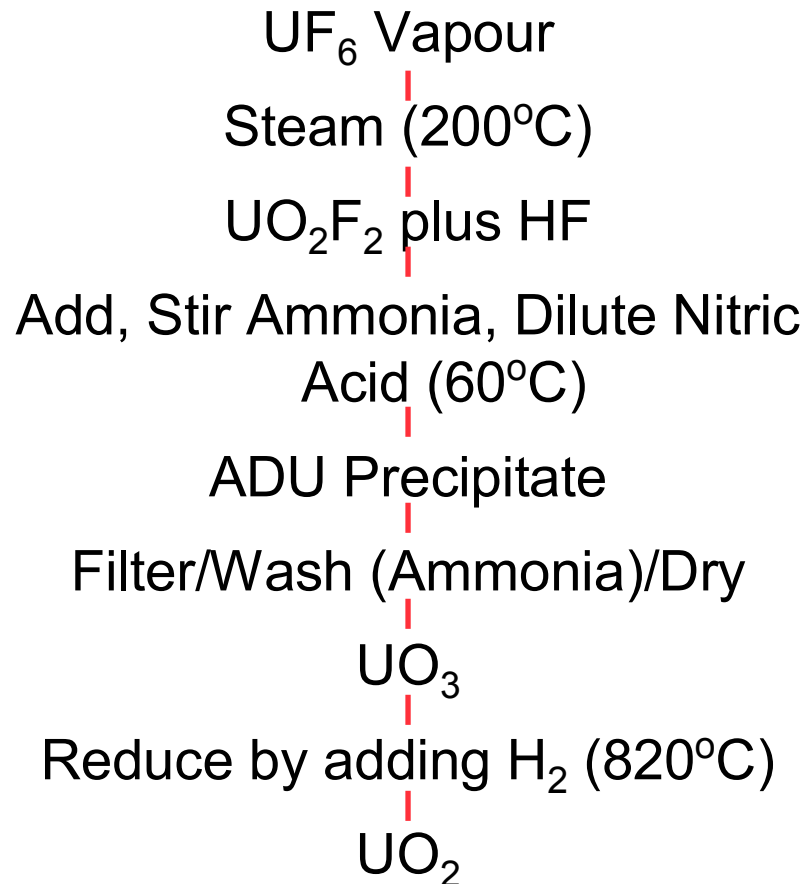 UF₆ Vapour
Steam (200ºC)
UO₂F₂ plus HF
Add, Stir Ammonia, Dilute Nitric
Acid (60ºC)
ADU Precipitate
Filter/Wash (Ammonia)/Dry
UO₃
Reduce by adding H₂ (820ºC)
UO₂